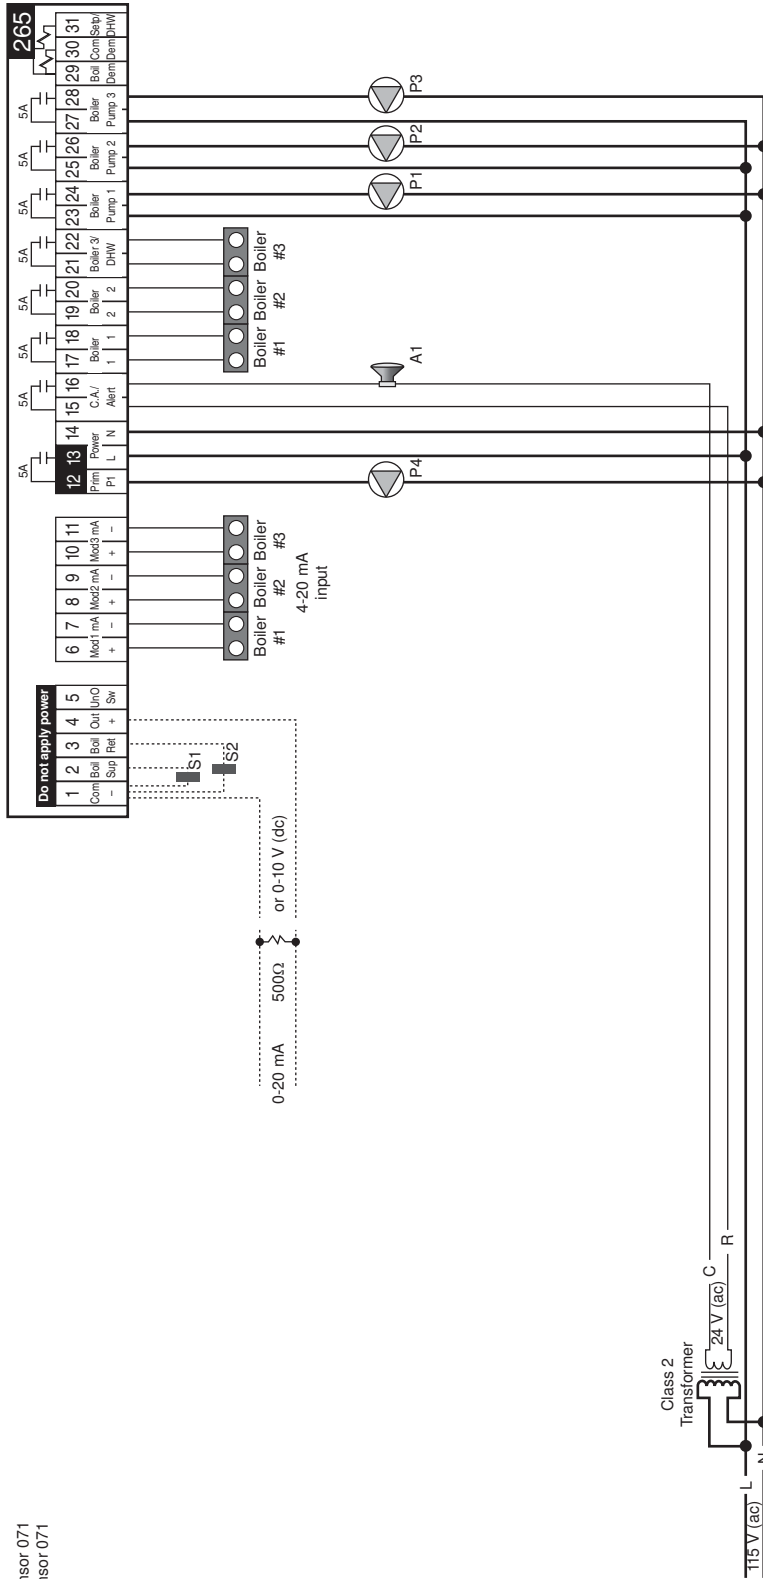 265
Do not apply power
1 2 3 4 5
Com Boil Boil Out UnO
– Sup Ret + Sw
6 7 8 9 10 11
Mod1 mA Mod2 mA Mod3 mA
+ – + – + –
12 13 14
Prim Power
P1 L N
15 16
C.A./
Alert
17 18
Boiler
1 1
19 20
Boiler
2 2
21 22
Boiler 3/
DHW
23 24
Boiler
Pump 1
25 26
Boiler
Pump 2
27 28
Boiler
Pump 3
29 30 31
Boil Com Setp/
Dem Dem DHW
5A
5A
5A
5A
5A
5A
5A
5A
S1
S2
Boiler Boiler Boiler
#1 #2 #3
4-20 mA
input
Boiler Boiler Boiler
#1 #2 #3
0-20 mA
500Ω
or 0-10 V (dc)
P4
A1
P1
P2
P3
Class 2
Transformer
24 V (ac)
C
R
115 V (ac)
L
N
071
071